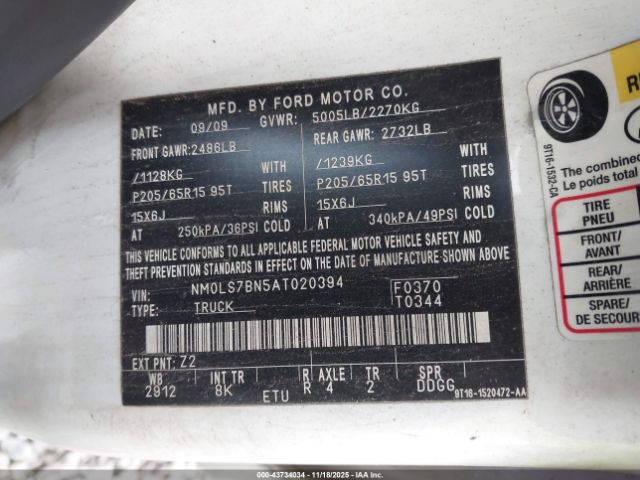 MFD. BY FORD MOTOR CO.
DATE: 09/09 GVWR: 5005LB/2270KG
FRONT GAWR: 2486LB REAR GAWR: 2732LB
/1128KG WITH /1239KG WITH
P205/65R15 95T TIRES P205/65R15 95T TIRES
15X6J RIMS 15X6J RIMS
AT 250kPA/36PSI COLD AT 340kPA/49PSI COLD
THIS VEHICLE CONFORMS TO ALL APPLICABLE FEDERAL MOTOR VEHICLE SAFETY AND
THEFT PREVENTION STANDARDS IN EFFECT ON THE DATE OF MANUFACTURE SHOWN ABOVE.
VIN: NM0LS7BN5AT020394 F0370
TYPE: TRUCK T0344
EXT PNT: Z2
WB INT TR R AXLE TR SPR
2912 8K ETU R 4 2 DDGG
9T16-1520472-AA
9T16-1532-CA
The combined
Le poids total
TIRE
PNEU
FRONT/
AVANT
REAR/
ARRIÈRE
SPARE/
DE SECOURS
000-43734034 - 11/18/2025 - IAAI.COM